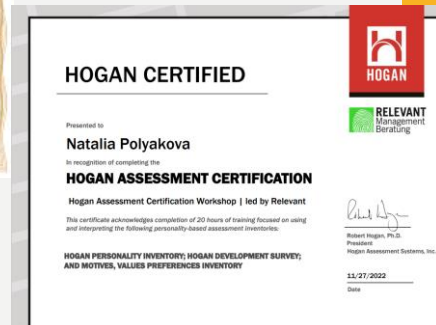 HOGAN CERTIFIED
Presented to
Natalia Polyakova
In recognition of completing the
HOGAN ASSESSMENT CERTIFICATION
Hogan Assessment Certification Workshop | led by Relevant
This certificate acknowledges completion of 20 hours of training focused on using
and interpreting the following personality-based assessment inventories:
HOGAN PERSONALITY INVENTORY; HOGAN DEVELOPMENT SURVEY;
AND MOTIVES, VALUES PREFERENCES INVENTORY
HOGAN
RELEVANT
Management
Beratung
Robert Hogan, Ph.D.
President
Hogan Assessment Systems, Inc.
11/27/2022
Date